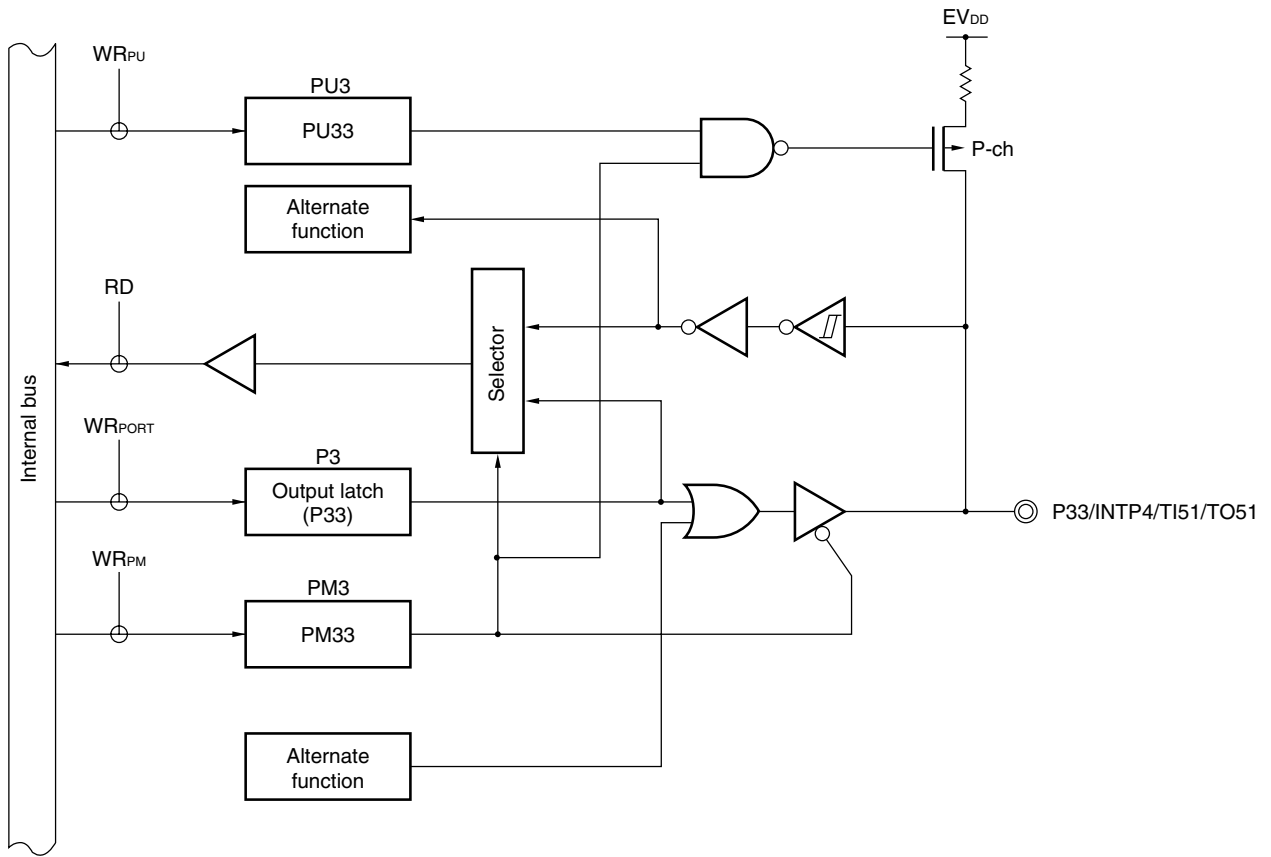 EVDD
WRPU
PU3
PU33
P-ch
Alternate
function
RD
Selector
Internal bus
WRPORT
P3
Output latch
(P33)
P33/INTP4/TI51/TO51
WRPM
PM3
PM33
Alternate
function